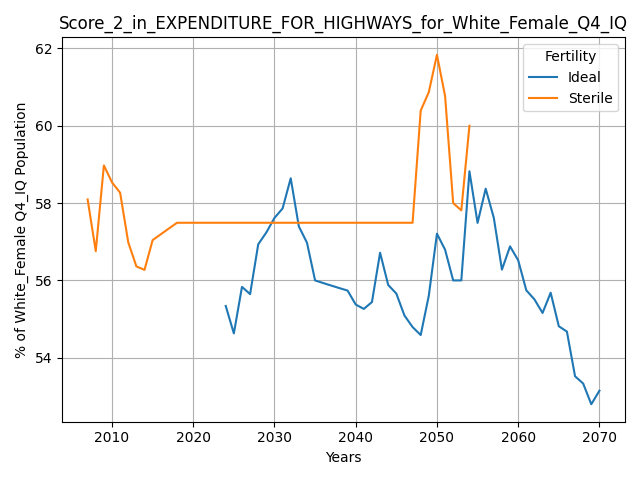 Score_2_in_EXPENDITURE_FOR_HIGHWAYS_for_White_Female_Q4_IQ
Fertility
Ideal
Sterile
% of White_Female Q4_IQ Population
62
60
58
56
54
2010 2020 2030 2040 2050 2060 2070
Years